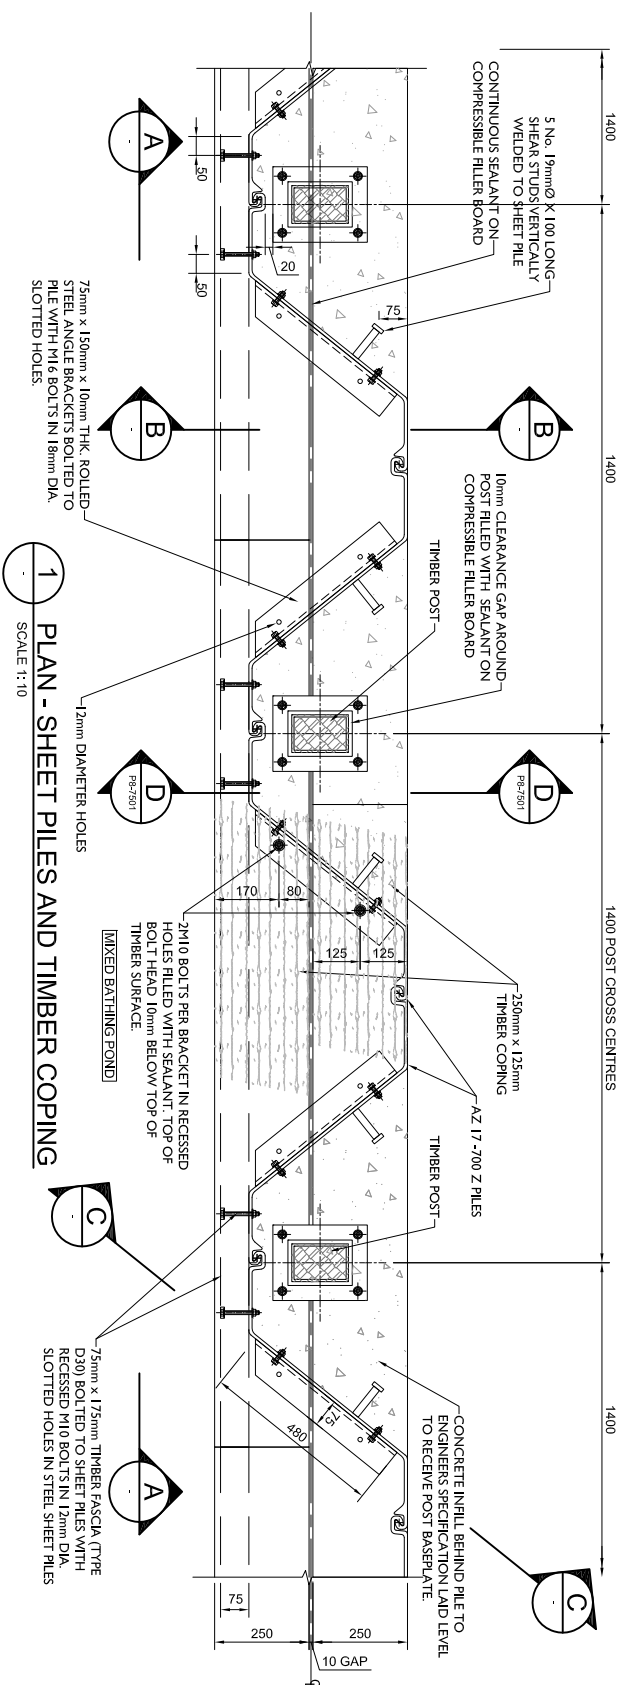 1400
1400
1400 POST CROSS CENTRES
1400
5 No. 19mmØ X 100 LONG
SHEAR STUDS VERTICALLY
WELDED TO SHEET PILE
CONTINUOUS SEALANT ON
COMPRESSIBLE FILLER BOARD
75
B
-
10mm CLEARANCE GAP AROUND
POST FILLED WITH SEALANT ON
COMPRESSIBLE FILLER BOARD
TIMBER POST
D
P8-7501
250mm x 125mm
TIMBER COPING
AZ 17 -700 Z PILES
TIMBER POST
CONCRETE INFILL BEHIND PILE TO
ENGINEERS SPECIFICATION LAID LEVEL
TO RECEIVE POST BASEPLATE.
C
-
A
-
50
20
50
B
-
D
P8-7501
170
80
125
125
480
75
75
250
250
10 GAP
75mm x 150mm x 10mm THK. ROLLED
STEEL ANGLE BRACKETS BOLTED TO
PILE WITH M16 BOLTS IN 18mm DIA.
SLOTTED HOLES.
12mm DIAMETER HOLES
2M10 BOLTS PER BRACKET IN RECESSED
HOLES FILLED WITH SEALANT. TOP OF
BOLT HEAD 10mm BELOW TOP OF
TIMBER SURFACE.
MIXED BATHING POND
C
-
75mm x 175mm TIMBER FASCIA (TYPE
D30) BOLTED TO SHEET PILES WITH
RECESSED M10 BOLTS IN 12mm DIA.
SLOTTED HOLES IN STEEL SHEET PILES
A
-
1
-
PLAN - SHEET PILES AND TIMBER COPING
SCALE 1:10